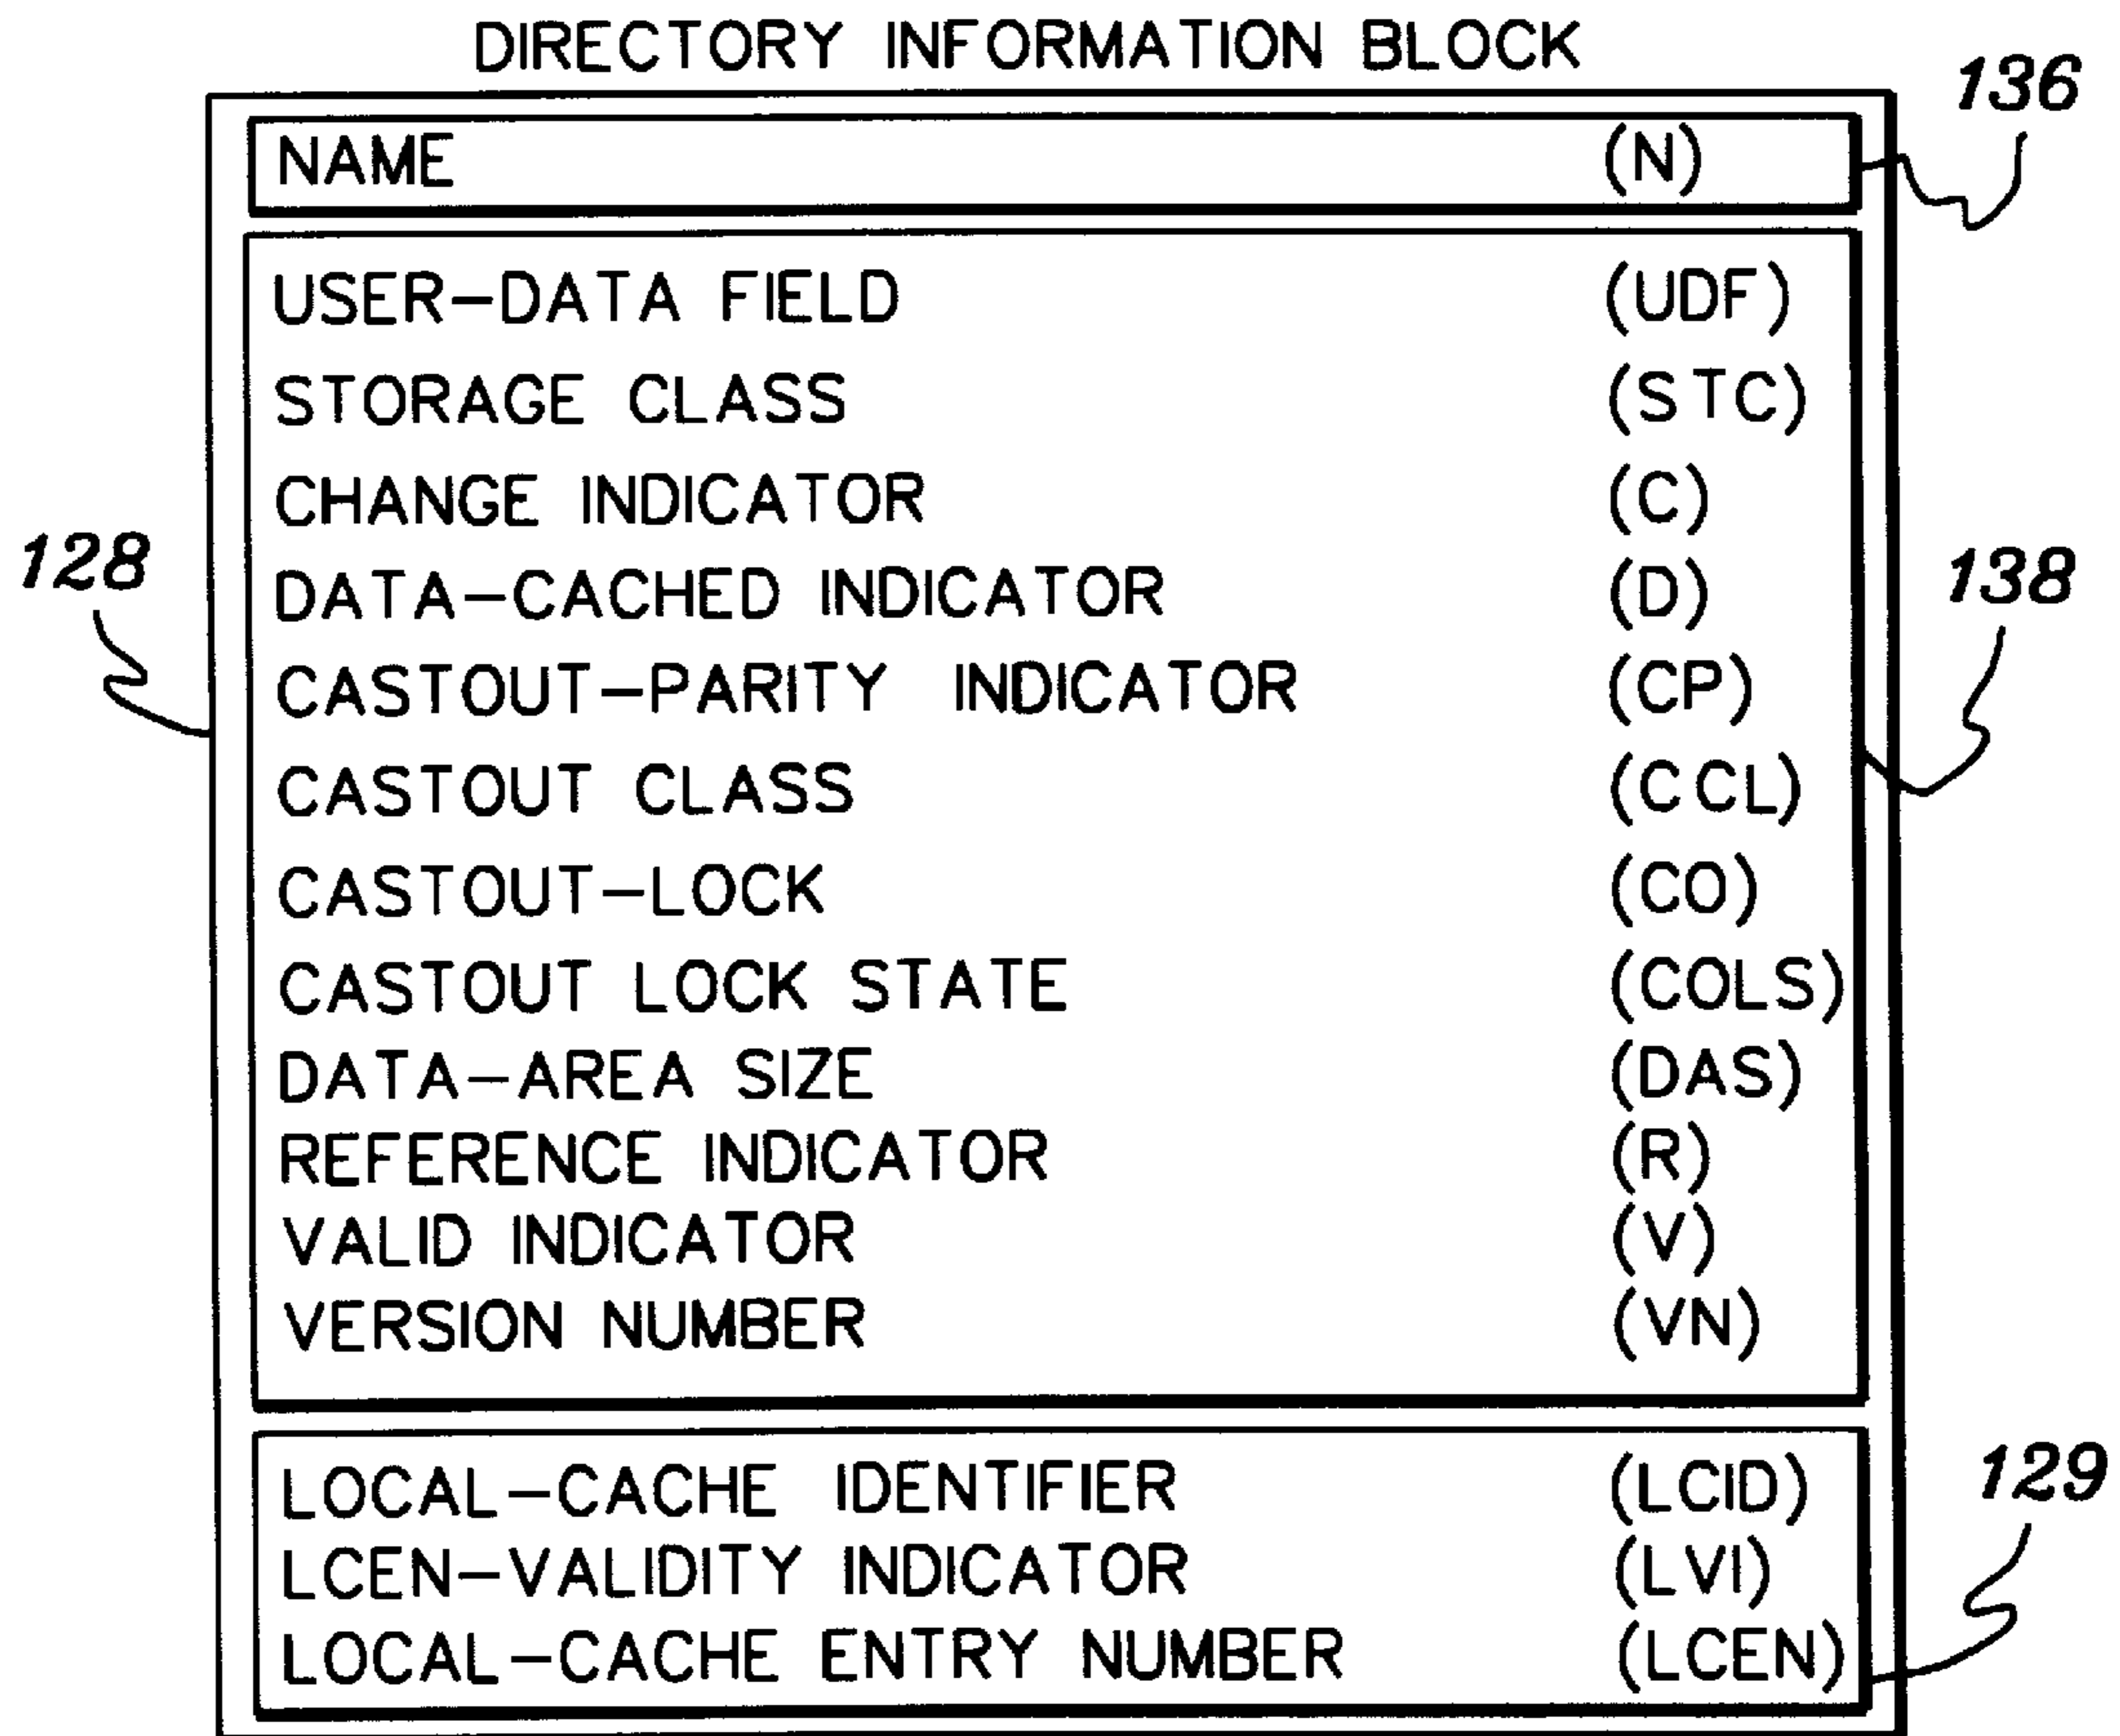 DIRECTORY INFORMATION BLOCK
136
NAME (N)
USER-DATA FIELD (UDF)
STORAGE CLASS (STC)
CHANGE INDICATOR (C)
128
DATA-CACHED INDICATOR (D)
138
CASTOUT-PARITY INDICATOR (CP)
CASTOUT CLASS (CCL)
CASTOUT-LOCK (CO)
CASTOUT LOCK STATE (COLS)
DATA-AREA SIZE (DAS)
REFERENCE INDICATOR (R)
VALID INDICATOR (V)
VERSION NUMBER (VN)
LOCAL-CACHE IDENTIFIER (LCID)
129
LCEN-VALIDITY INDICATOR (LVI)
LOCAL-CACHE ENTRY NUMBER (LCEN)